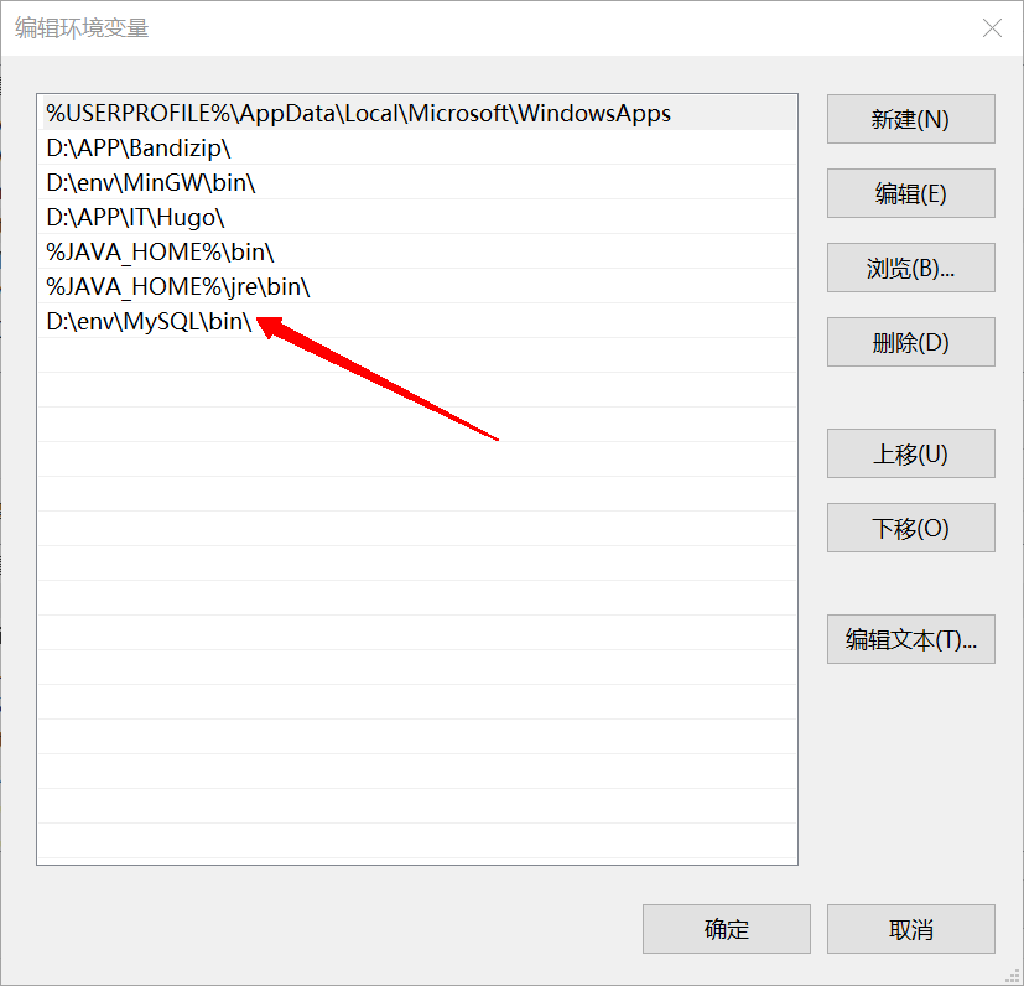 编辑环境变量
%USERPROFILE%\AppData\Local\Microsoft\WindowsApps
D:\APP\Bandizip\
D:\env\MinGW\bin\
D:\APP\IT\Hugo\
%JAVA_HOME%\bin\
%JAVA_HOME%\jre\bin\
D:\env\MySQL\bin\
新建(N)
编辑(E)
浏览(B)...
删除(D)
上移(U)
下移(O)
编辑文本(T)...
确定
取消